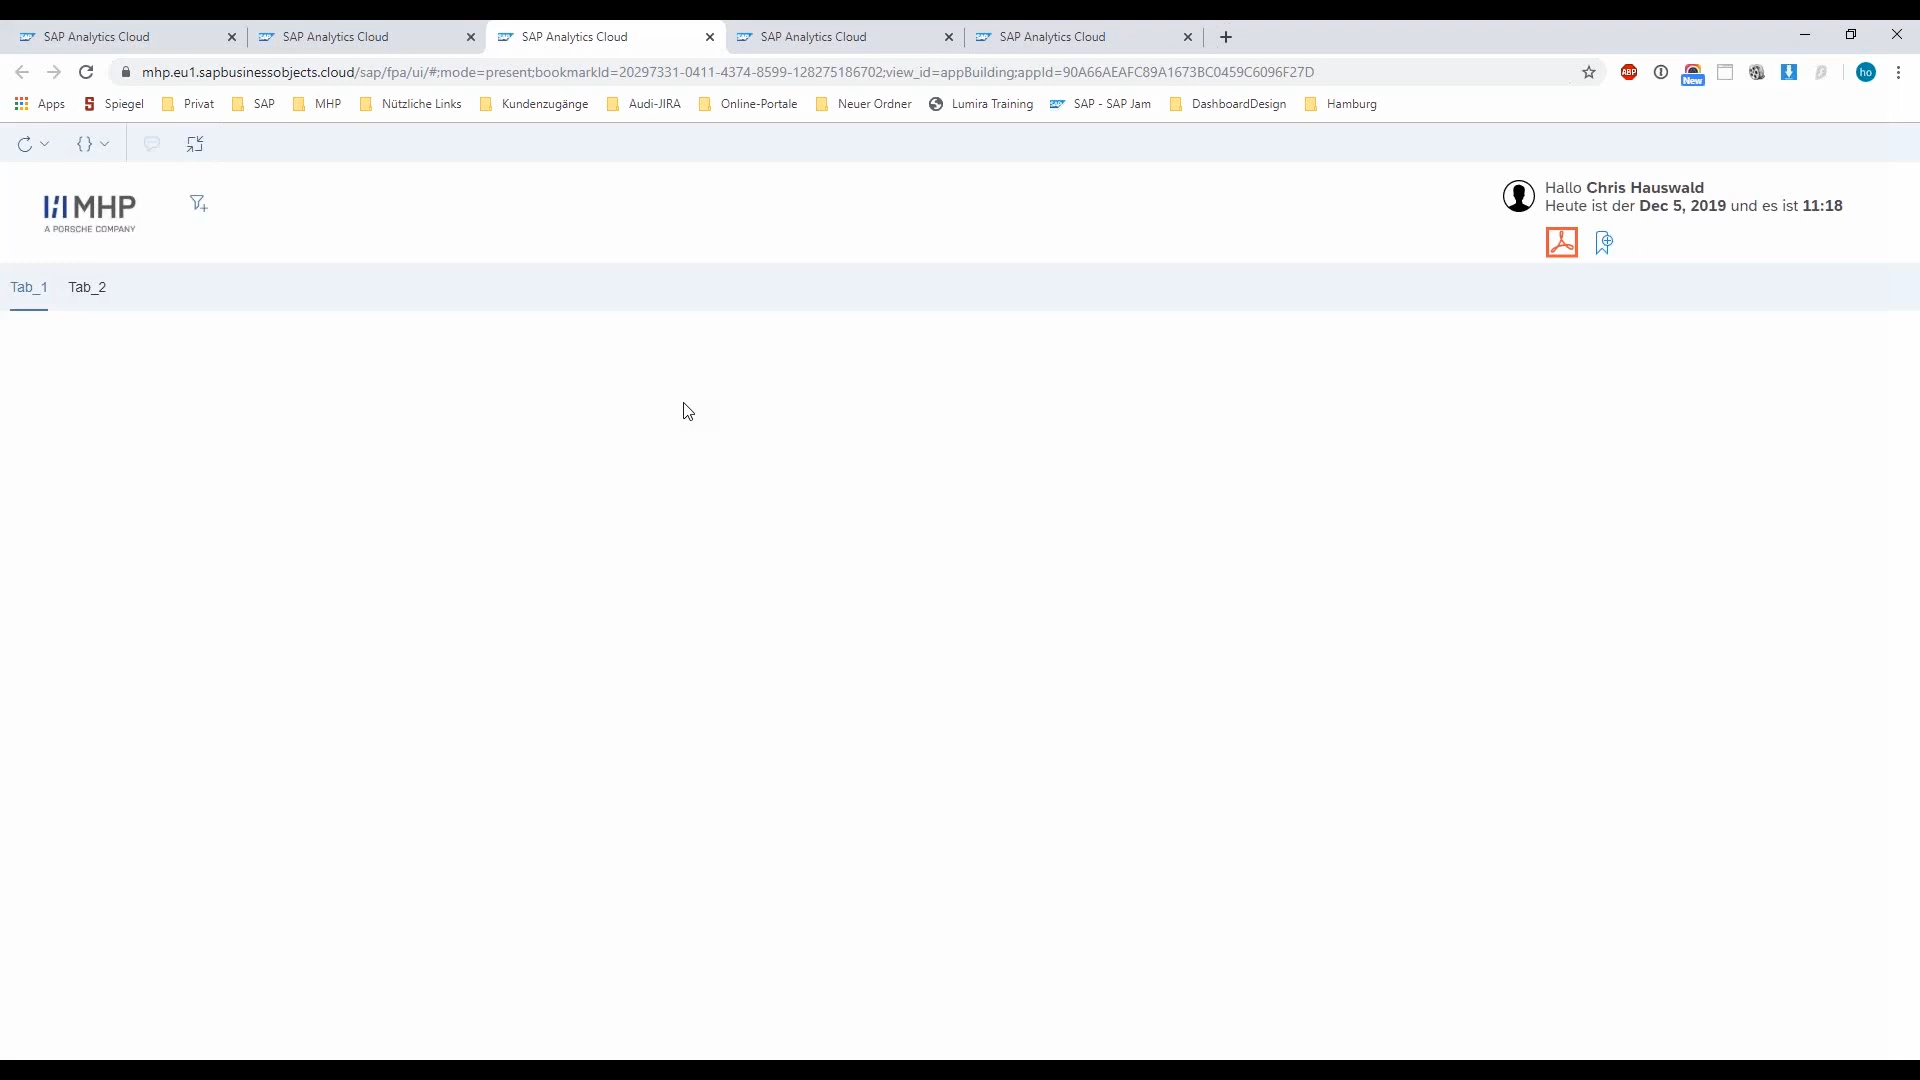 SAP Analytics Cloud
SAP Analytics Cloud
SAP Analytics Cloud
SAP Analytics Cloud
SAP Analytics Cloud
mhp.eu1.sapbusinessobjects.cloud/sap/fpa/ui/#;mode=present;bookmarkId=20297331-0411-4374-8599-128275186702;view_id=appBuilding;appId=90A66AEAFC89A1673BC0459C6096F27D
ABP
New
ho
Apps
Spiegel
Privat
SAP
MHP
Nützliche Links
Kundenzugänge
Audi-JIRA
Online-Portale
Neuer Ordner
Lumira Training
SAP - SAP Jam
DashboardDesign
Hamburg
MHP
A PORSCHE COMPANY
Hallo Chris Hauswald
Heute ist der Dec 5, 2019 und es ist 11:18
Tab_1
Tab_2